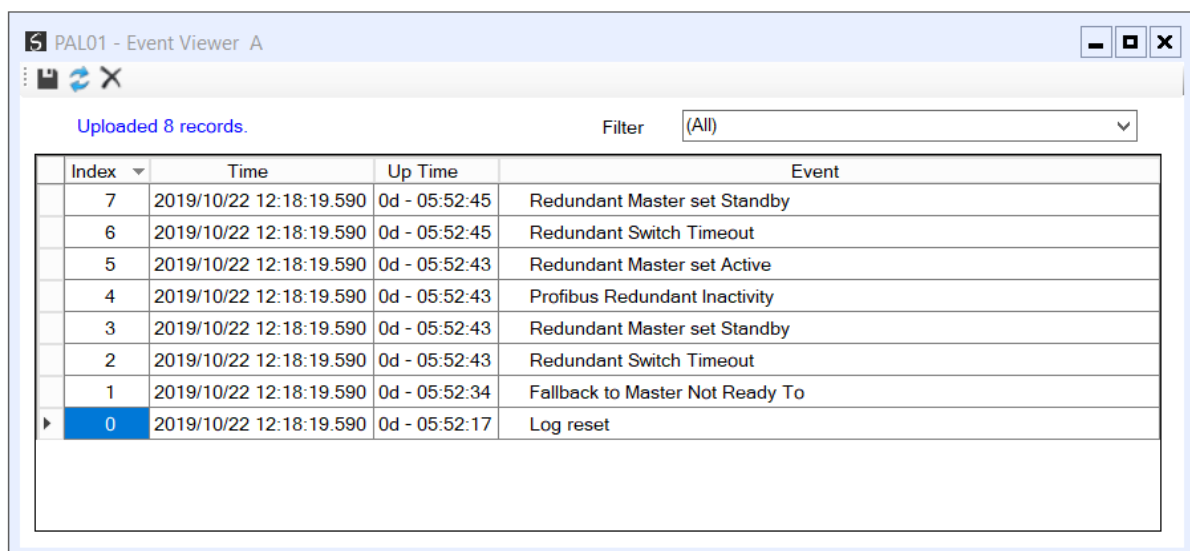 S PAL01 - Event Viewer A
Uploaded 8 records. Filter (All)
Index Time Up Time Event
7 2019/10/22 12:18:19.590 0d - 05:52:45 Redundant Master set Standby
6 2019/10/22 12:18:19.590 0d - 05:52:45 Redundant Switch Timeout
5 2019/10/22 12:18:19.590 0d - 05:52:43 Redundant Master set Active
4 2019/10/22 12:18:19.590 0d - 05:52:43 Profibus Redundant Inactivity
3 2019/10/22 12:18:19.590 0d - 05:52:43 Redundant Master set Standby
2 2019/10/22 12:18:19.590 0d - 05:52:43 Redundant Switch Timeout
1 2019/10/22 12:18:19.590 0d - 05:52:34 Fallback to Master Not Ready To
0 2019/10/22 12:18:19.590 0d - 05:52:17 Log reset